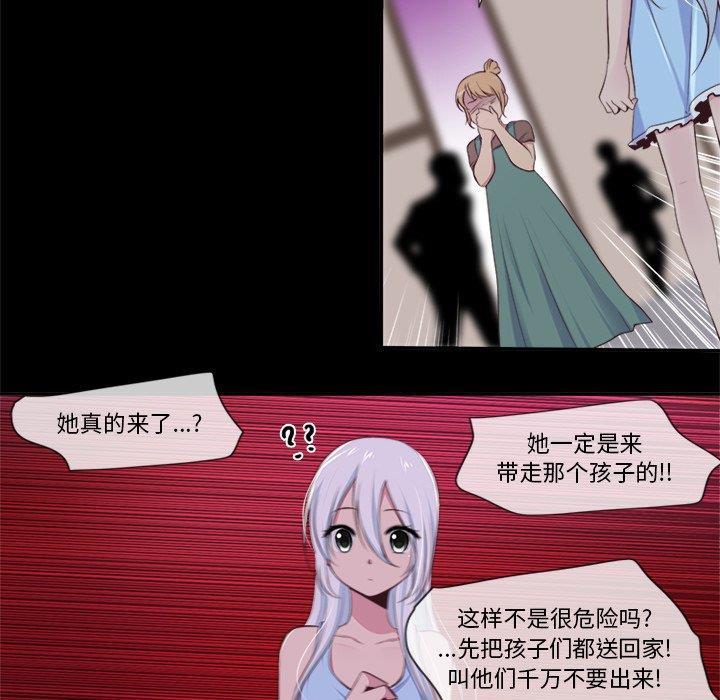 她真的来了...?
??
她一定是来
带走那个孩子的!!
这样不是很危险吗?
...先把孩子们都送回家!
叫他们千万不要出来!